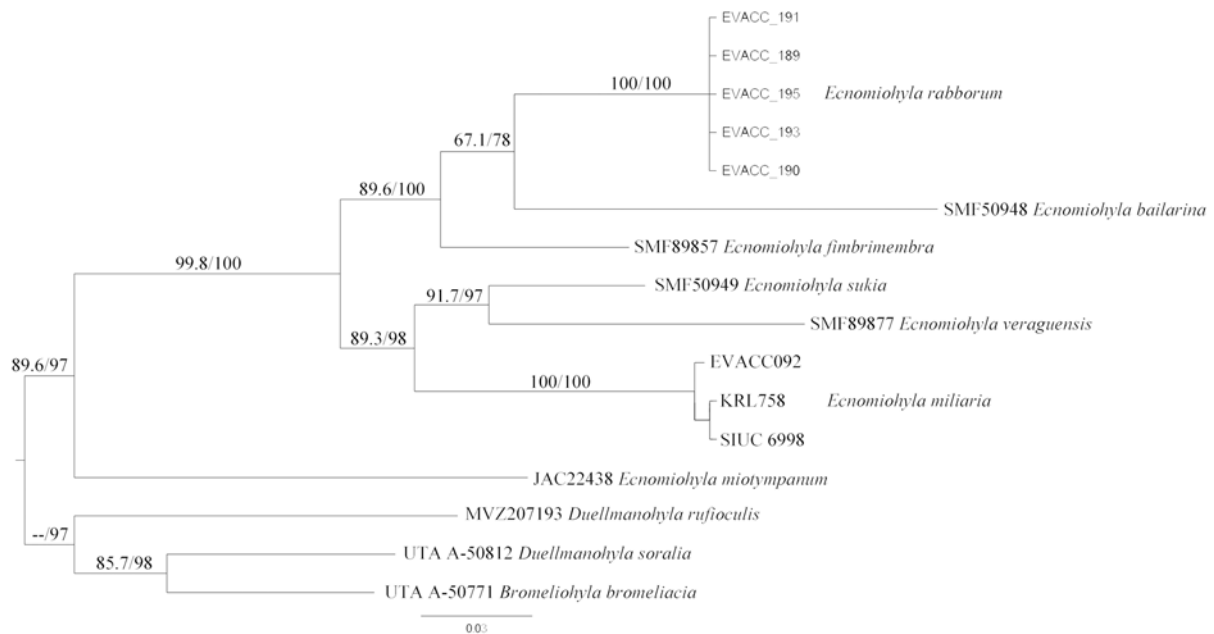 EVACC_191
EVACC_189
100/100
EVACC_195 Ecnomiohyla rabborum
EVACC_193
67.1/78
EVACC_190
89.6/100
SMF50948 Ecnomiohyla bailarina
SMF89857 Ecnomiohyla fimbrimembra
99.8/100
SMF50949 Ecnomiohyla sukia
91.7/97
SMF89877 Ecnomiohyla veraguensis
89.3/98
EVACC092
89.6/97
100/100
KRL758 Ecnomiohyla miliaria
SIUC 6998
JAC22438 Ecnomiohyla miotympanum
MVZ207193 Duellmanohyla rufioculis
--/97
UTA A-50812 Duellmanohyla soralia
85.7/98
UTA A-50771 Bromeliohyla bromeliacia
0.03